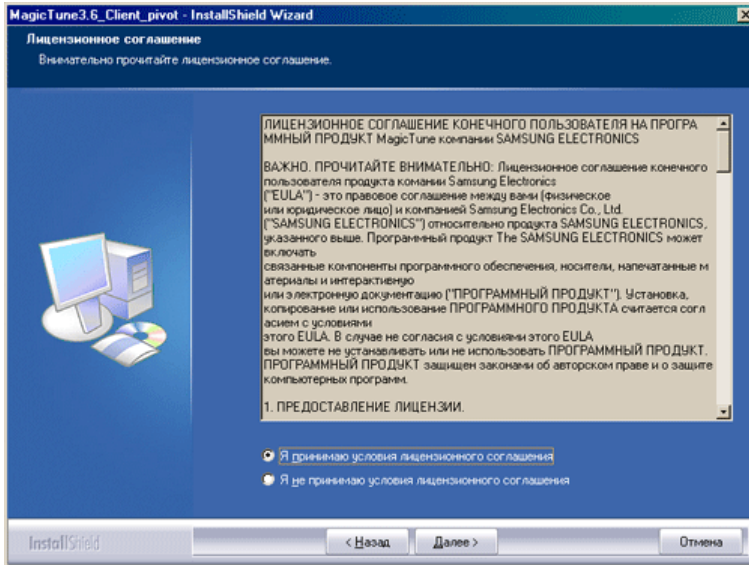 MagicTune3.6_Client_pivot - InstallShield Wizard
Лицензионное соглашение
Внимательно прочитайте лицензионное соглашение.
ЛИЦЕНЗИОННОЕ СОГЛАШЕНИЕ КОНЕЧНОГО ПОЛЬЗОВАТЕЛЯ НА ПРОГРА
ММНЫЙ ПРОДУКТ MagicTune компании SAMSUNG ELECTRONICS
ВАЖНО. ПРОЧИТАЙТЕ ВНИМАТЕЛЬНО: Лицензионное соглашение конечного
пользователя продукта комании Samsung Electronics
("EULA") - это правовое соглашение между вами (физическое
или юридическое лицо) и компанией Samsung Electronics Co., Ltd.
("SAMSUNG ELECTRONICS") относительно продукта SAMSUNG ELECTRONICS,
указанного выше. Программный продукт The SAMSUNG ELECTRONICS может
включать
связанные компоненты программного обеспечения, носители, напечатанные м
атериалы и интерактивную
или электронную документацию ("ПРОГРАММНЫЙ ПРОДУКТ"). Установка,
копирование или использование ПРОГРАММНОГО ПРОДУКТА считается согл
асием с условиями
этого EULA. В случае не согласия с условиями этого EULA
вы можете не устанавливать или не использовать ПРОГРАММНЫЙ ПРОДУКТ.
ПРОГРАММНЫЙ ПРОДУКТ защищен законами об авторском праве и о защите
компьютерных программ.
1. ПРЕДОСТАВЛЕНИЕ ЛИЦЕНЗИИ.
Я принимаю условия лицензионного соглашения
Я не принимаю условия лицензионного соглашения
InstallShield
< Назад
Далее >
Отмена